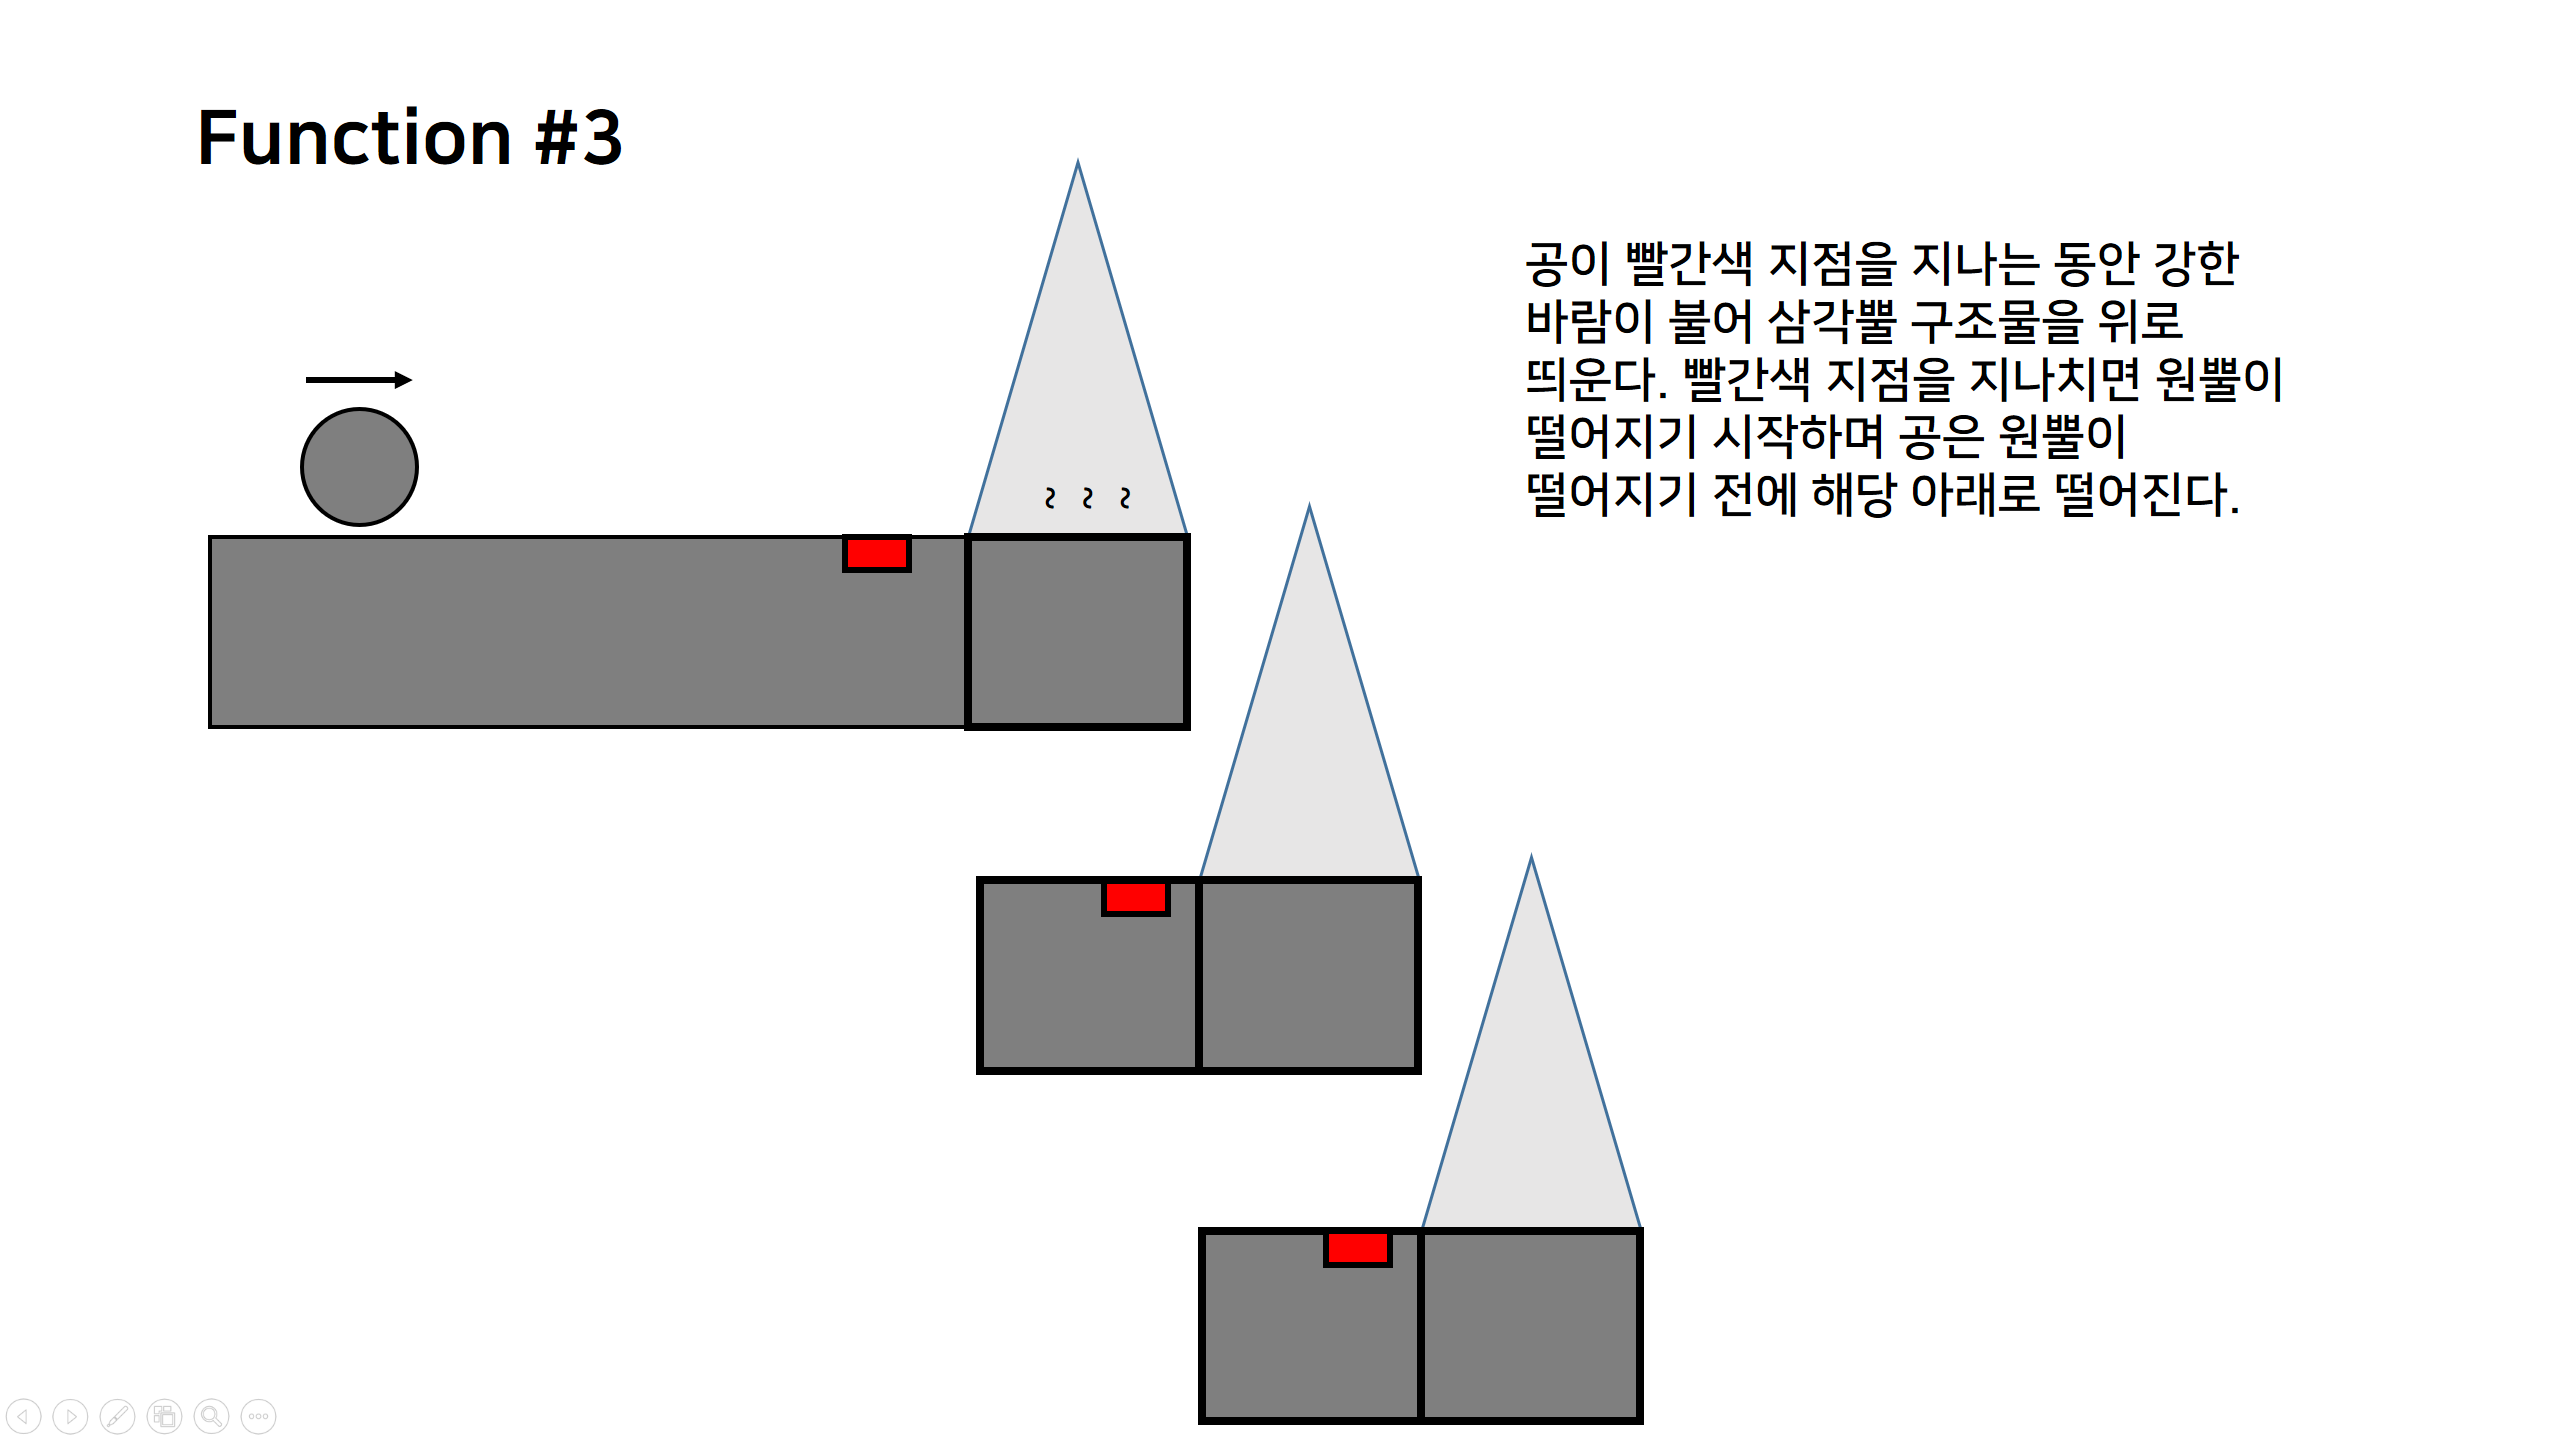 Function #3
공이 빨간색 지점을 지나는 동안 강한
바람이 불어 삼각뿔 구조물을 위로
띄운다. 빨간색 지점을 지나치면 원뿔이
떨어지기 시작하며 공은 원뿔이
떨어지기 전에 해당 아래로 떨어진다.
~ ~ ~